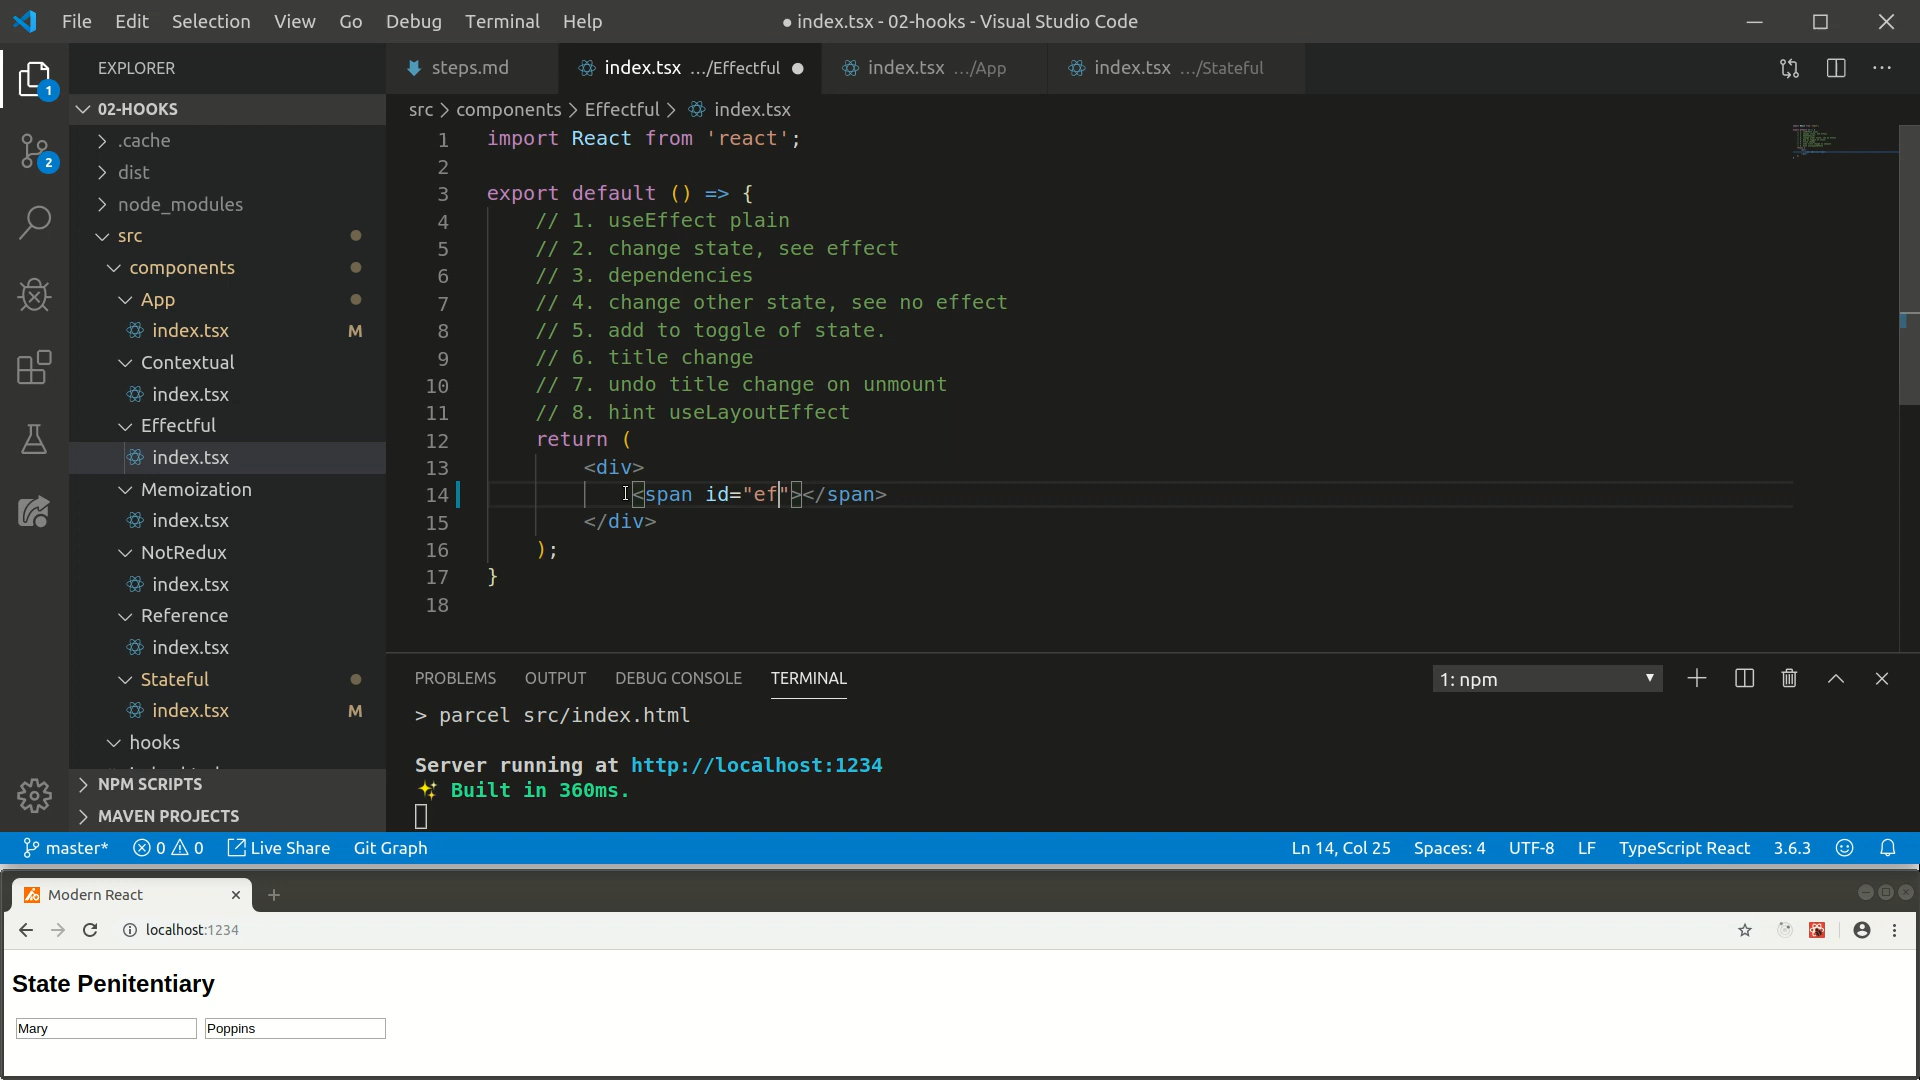 File Edit Selection View Go Debug Terminal Help
● index.tsx - 02-hooks - Visual Studio Code
EXPLORER
steps.md
index.tsx .../Effectful
index.tsx .../App
index.tsx .../Stateful
1
02-HOOKS
src > components > Effectful > index.tsx
.cache
dist
node_modules
src
components
App
index.tsx M
Contextual
index.tsx
Effectful
index.tsx
Memoization
index.tsx
NotRedux
index.tsx
Reference
index.tsx
Stateful
index.tsx M
hooks
NPM SCRIPTS
MAVEN PROJECTS
2
1 import React from 'react';
2
3 export default () => {
4 // 1. useEffect plain
5 // 2. change state, see effect
6 // 3. dependencies
7 // 4. change other state, see no effect
8 // 5. add to toggle of state.
9 // 6. title change
10 // 7. undo title change on unmount
11 // 8. hint useLayoutEffect
12 return (
13 <div>
14 <span id="ef"></span>
15 </div>
16 );
17 }
18
PROBLEMS OUTPUT DEBUG CONSOLE TERMINAL
1: npm
> parcel src/index.html
Server running at http://localhost:1234
✨ Built in 360ms.
master* 0 0 Live Share Git Graph
Ln 14, Col 25 Spaces: 4 UTF-8 LF TypeScript React 3.6.3
Modern React
localhost:1234
State Penitentiary
Mary Poppins